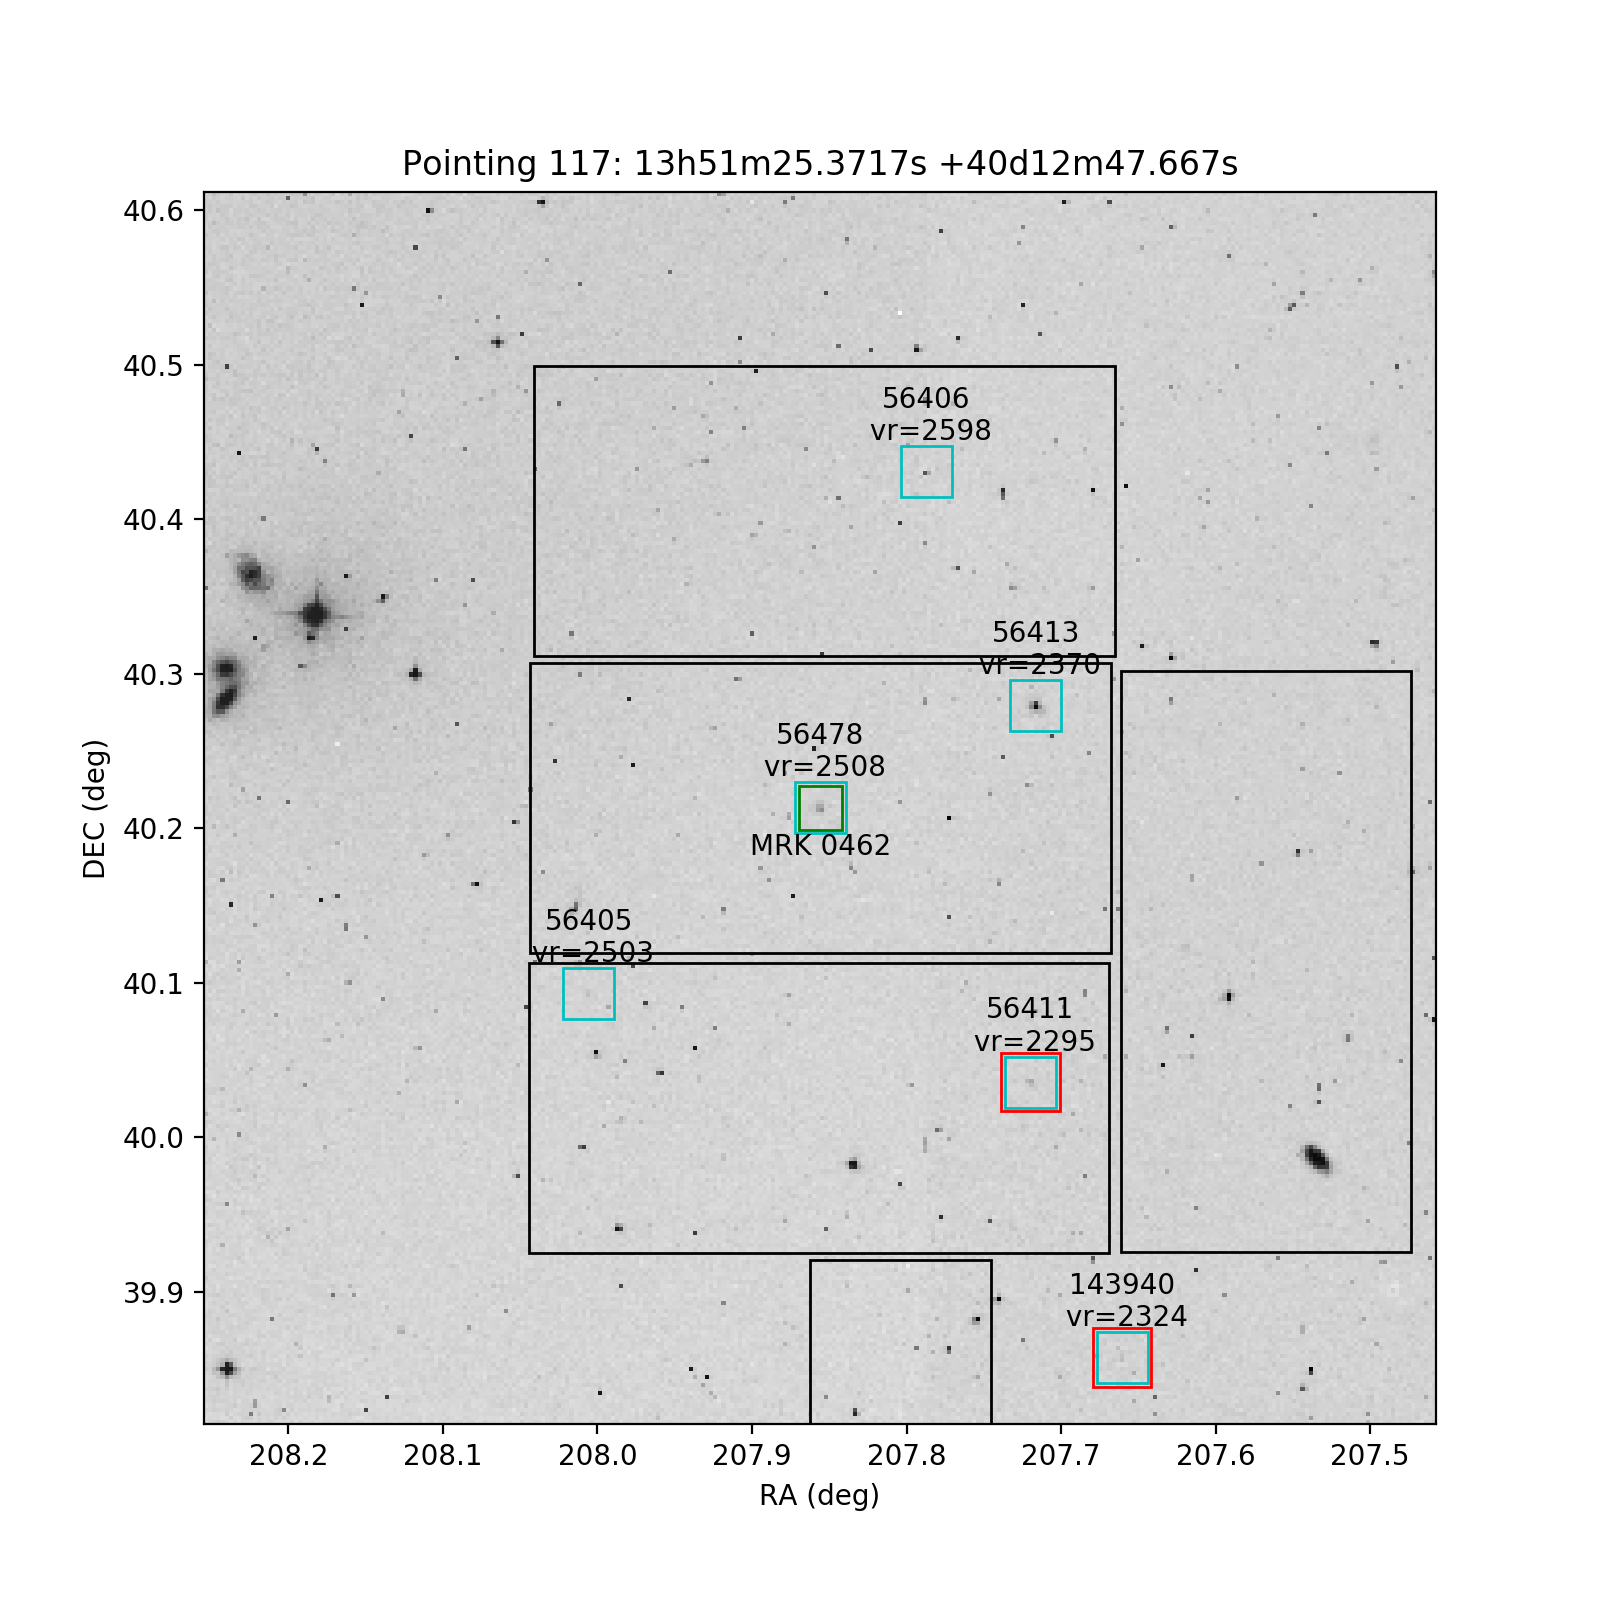 Pointing 117: 13h51m25.3717s +40d12m47.667s
40.6
40.5
40.4
40.3
40.2
40.1
40.0
39.9
DEC (deg)
56406
vr=2598
56413
vr=2370
56478
vr=2508
MRK 0462
56405
vr=2503
56411
vr=2295
143940
vr=2324
208.2 208.1 208.0 207.9 207.8 207.7 207.6 207.5
RA (deg)